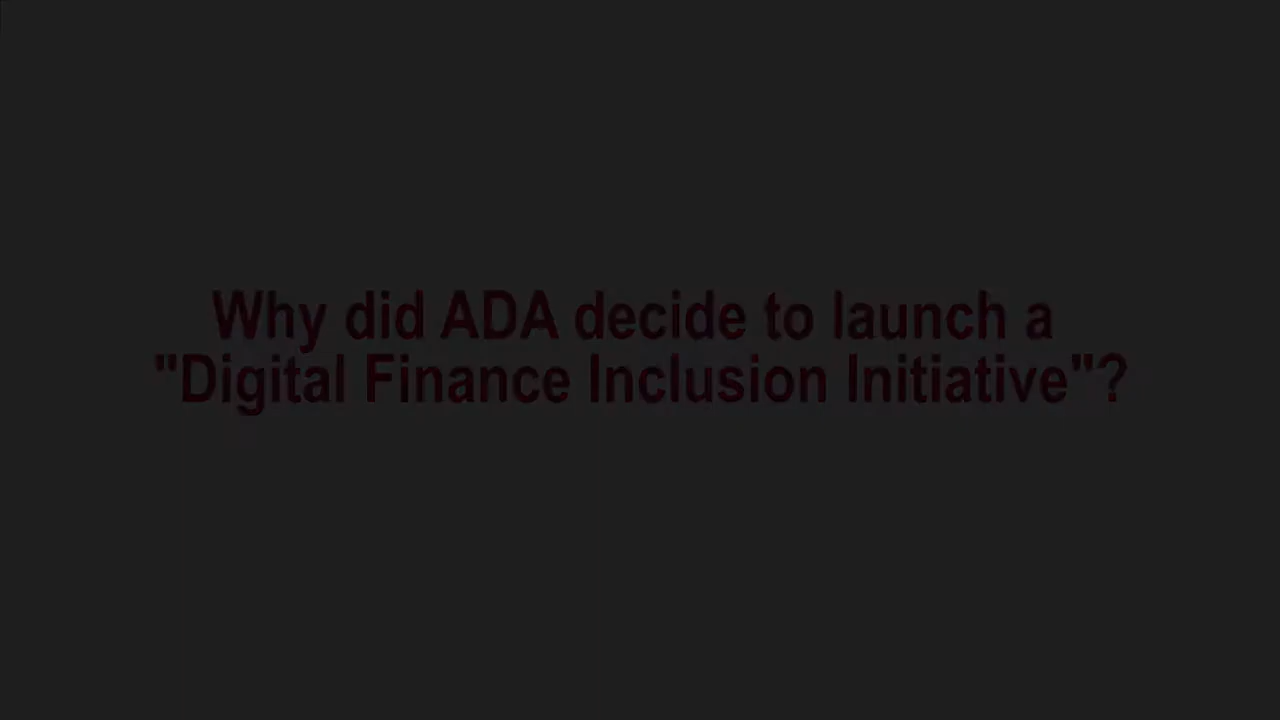 Why did ADA decide to launch a
"Digital Finance Inclusion Initiative"?